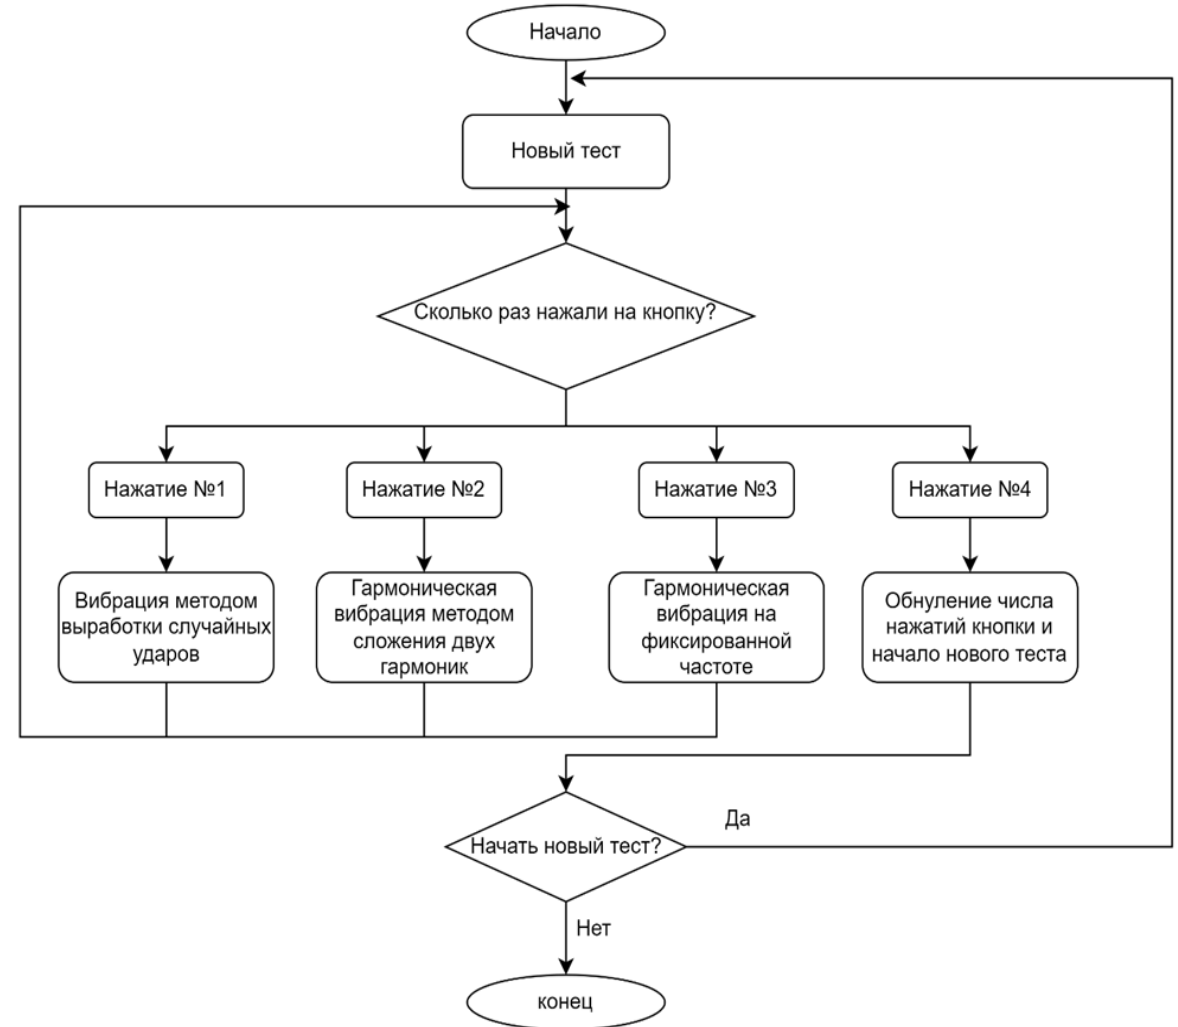 Начало
Новый тест
Сколько раз нажали на кнопку?
Нажатие №1
Нажатие №2
Нажатие №3
Нажатие №4
Вибрация методом
выработки случайных
ударов
Гармоническая
вибрация методом
сложения двух
гармоник
Гармоническая
вибрация на
фиксированной
частоте
Обнуление числа
нажатий кнопки и
начало нового теста
Начать новый тест?
Да
Нет
конец